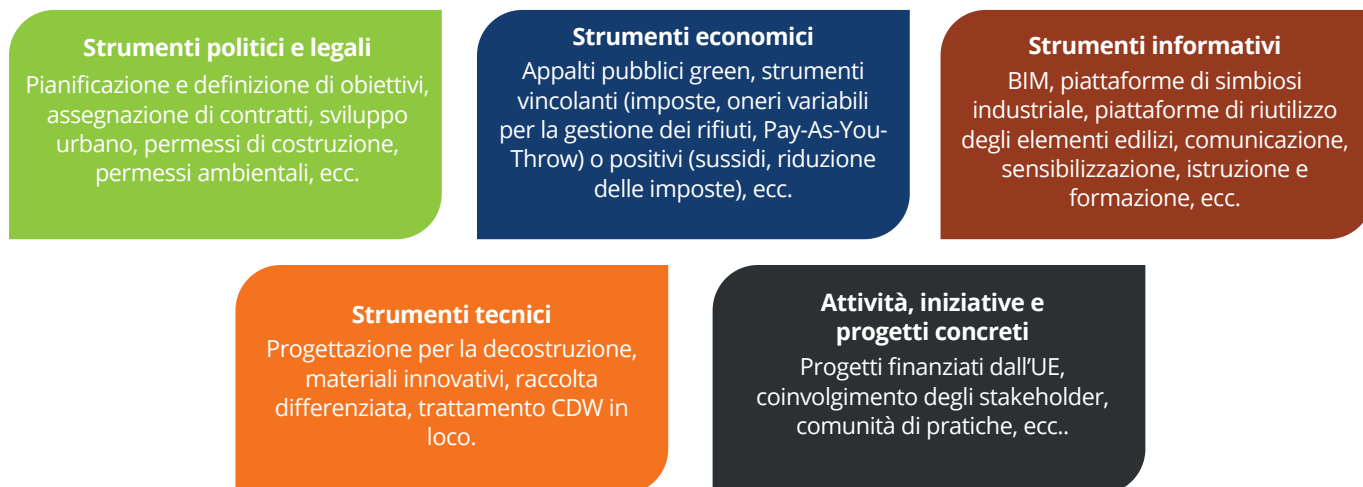 Strumenti politici e legali
Pianificazione e definizione di obiettivi,
assegnazione di contratti, sviluppo
urbano, permessi di costruzione,
permessi ambientali, ecc.
Strumenti economici
Appalti pubblici green, strumenti
vincolanti (imposte, oneri variabili
per la gestione dei rifiuti, Pay-As-You-
Throw) o positivi (sussidi, riduzione
delle imposte), ecc.
Strumenti informativi
BIM, piattaforme di simbiosi
industriale, piattaforme di riutilizzo
degli elementi edilizi, comunicazione,
sensibilizzazione, istruzione e
formazione, ecc.
Strumenti tecnici
Progettazione per la decostruzione,
materiali innovativi, raccolta
differenziata, trattamento CDW in
loco.
Attività, iniziative e
progetti concreti
Progetti finanziati dall’UE,
coinvolgimento degli stakeholder,
comunità di pratiche, ecc..